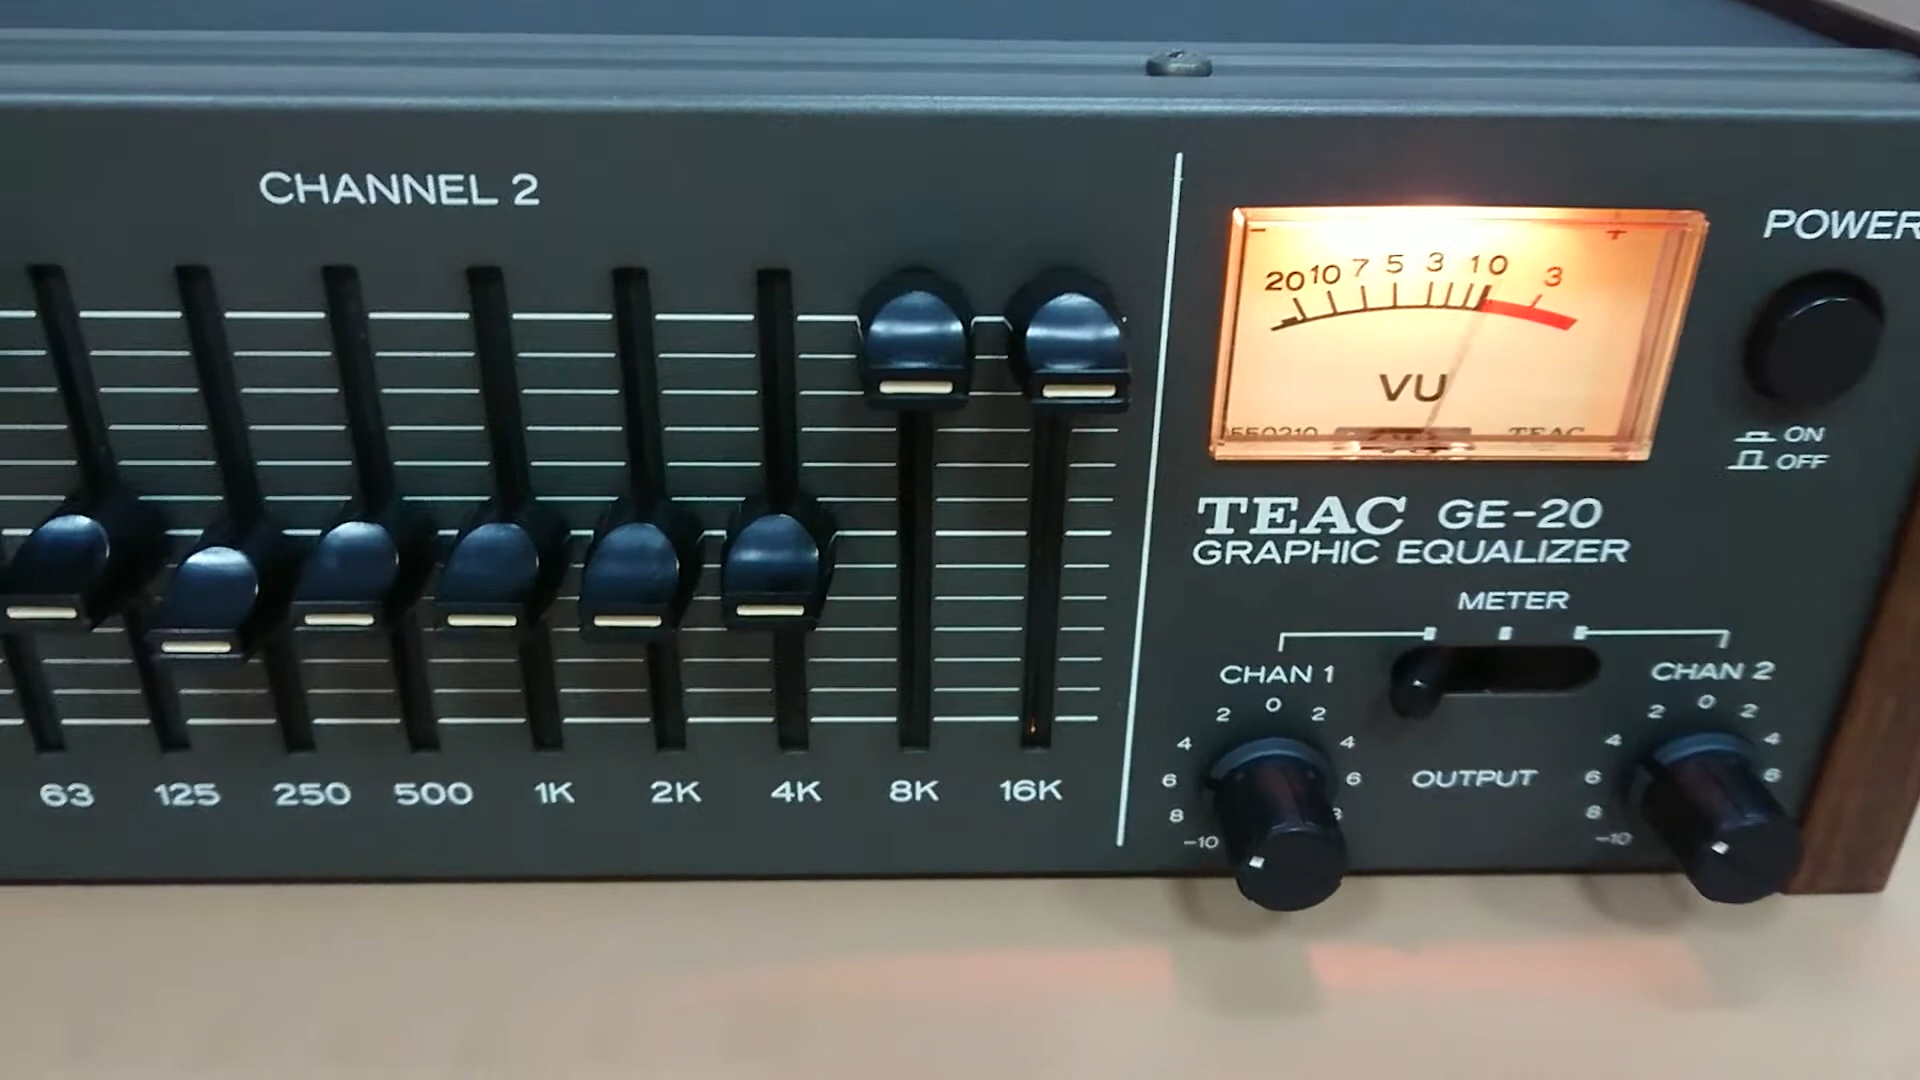 CHANNEL 2
63 125 250 500 1K 2K 4K 8K 16K
- +
20 10 7 5 3 1 0 3
VU
TEAC
POWER
ON
OFF
TEAC GE-20
GRAPHIC EQUALIZER
METER
CHAN 1
CHAN 2
0
2 2
4 4
6 6
8
-10
OUTPUT
0
2 2
4 4
6 6
8
-10